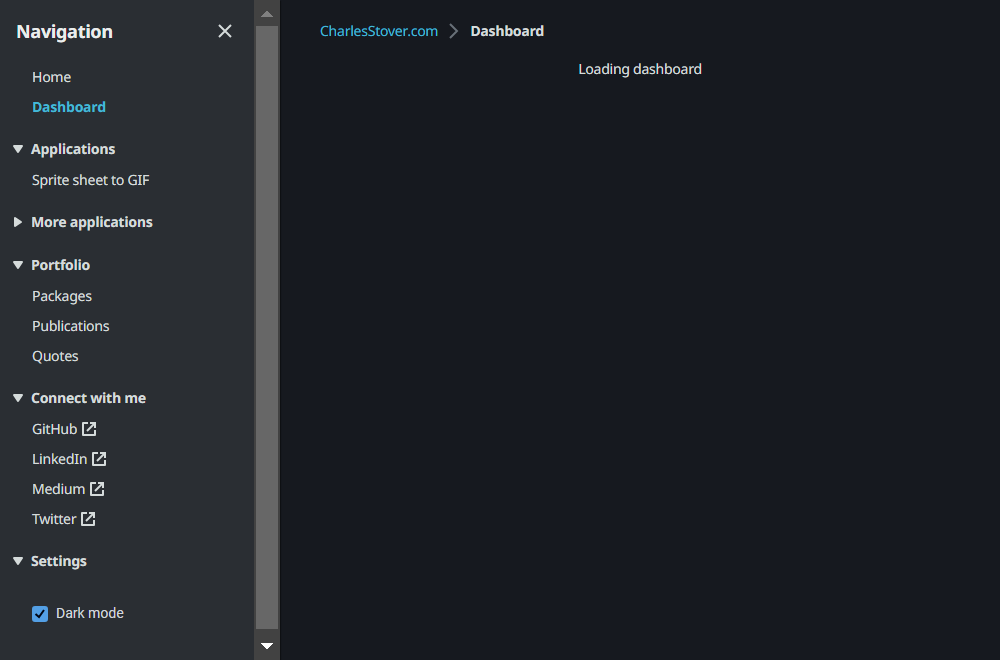 Navigation
Home
Dashboard
Applications
Sprite sheet to GIF
More applications
Portfolio
Packages
Publications
Quotes
Connect with me
GitHub
LinkedIn
Medium
Twitter
Settings
Dark mode
CharlesStover.com > Dashboard
Loading dashboard